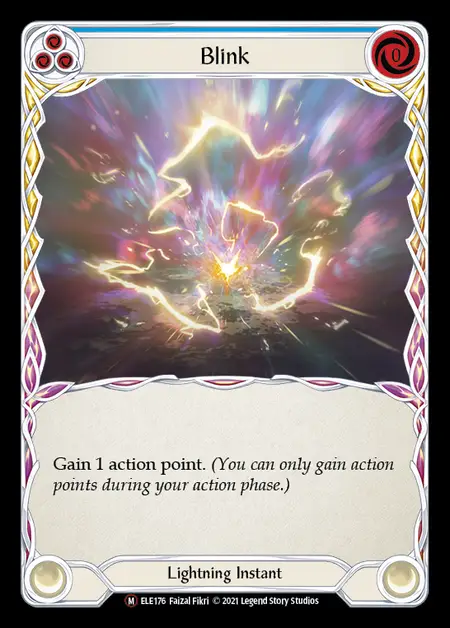 Blink
0
Gain 1 action point. (You can only gain action
points during your action phase.)
Lightning Instant
M ELE176 Faizal Fikri © 2021 Legend Story Studios